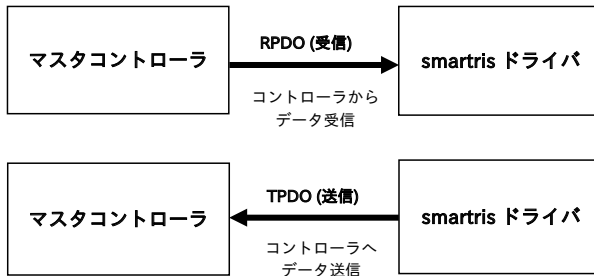 マスタコントローラ
RPDO (受信)
smartris ドライバ
コントローラから
データ受信
マスタコントローラ
TPDO (送信)
smartris ドライバ
コントローラへ
データ送信